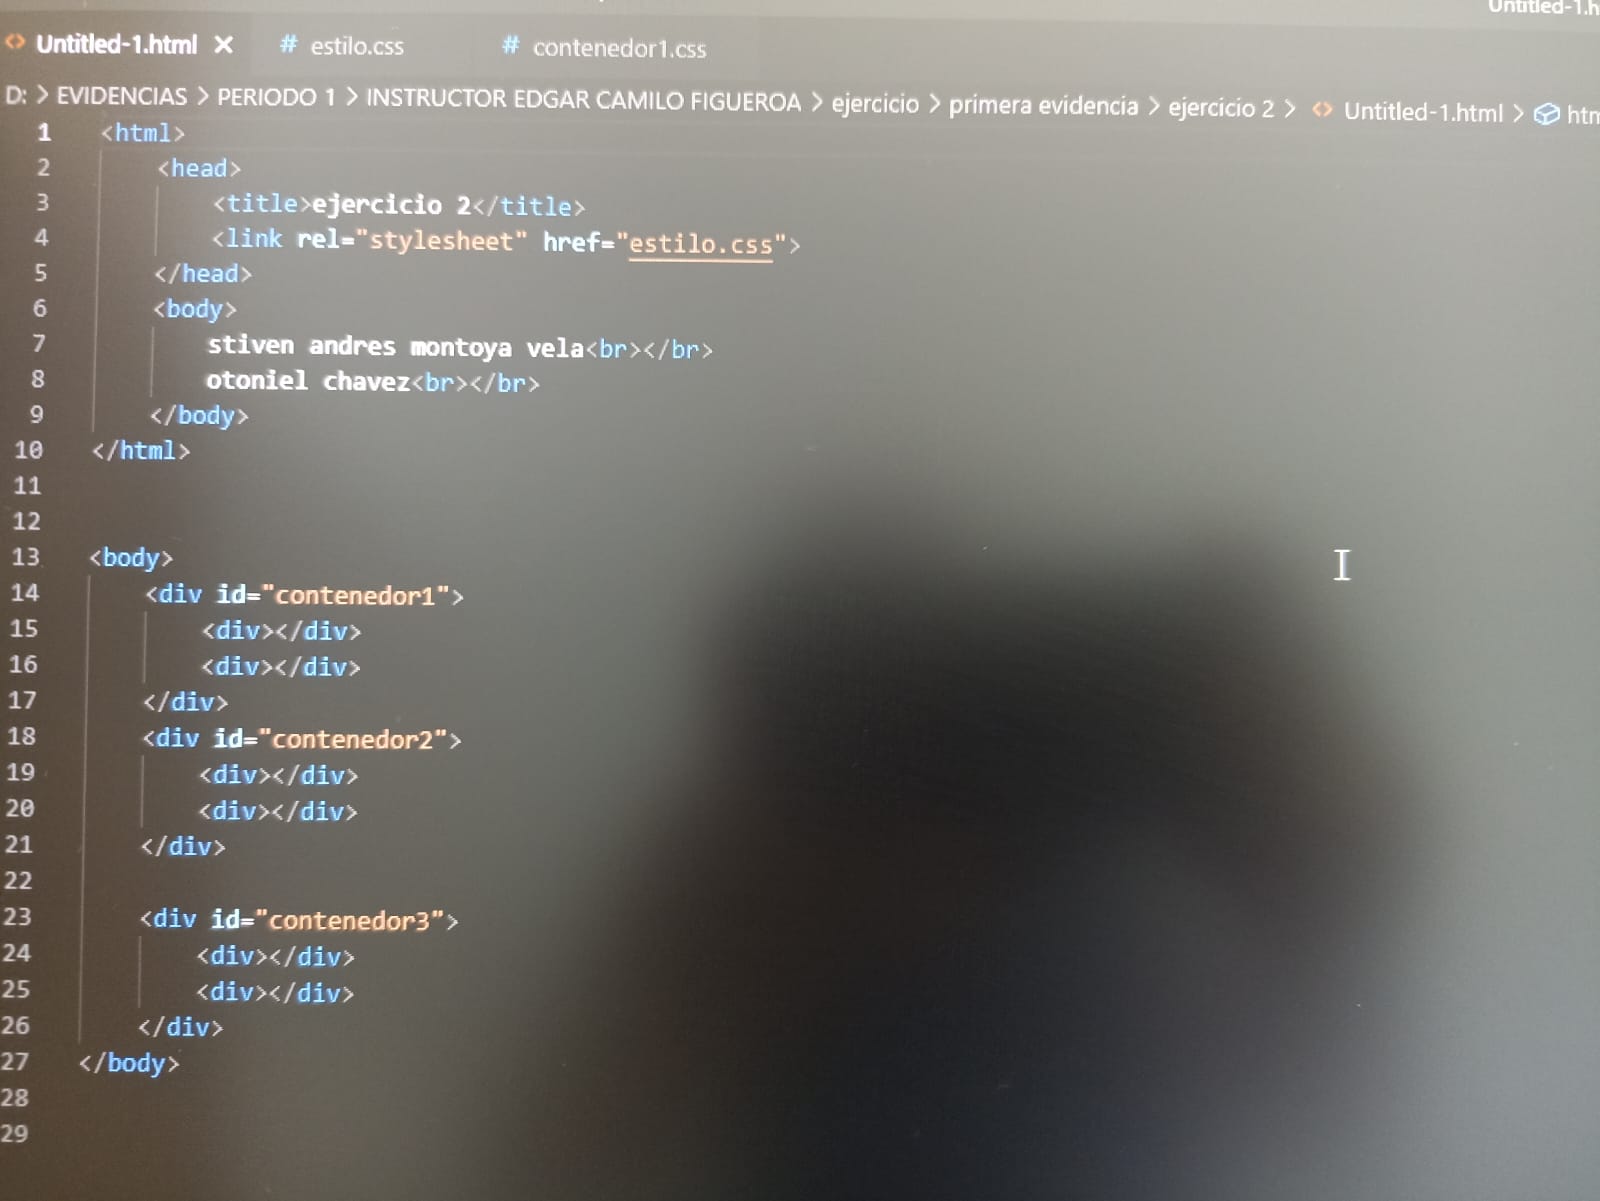 Untitled-1.h
Untitled-1.html × # estilo.css # contenedor1.css
D: > EVIDENCIAS > PERIODO 1 > INSTRUCTOR EDGAR CAMILO FIGUEROA > ejercicio > primera evidencia > ejercicio 2 > <> Untitled-1.html > htm
1 <html>
2 <head>
3 <title>ejercicio 2</title>
4 <link rel="stylesheet" href="estilo.css">
5 </head>
6 <body>
7 stiven andres montoya vela<br></br>
8 otoniel chavez<br></br>
9 </body>
10 </html>
11
12
13 <body>
14 <div id="contenedor1">
15 <div></div>
16 <div></div>
17 </div>
18 <div id="contenedor2">
19 <div></div>
20 <div></div>
21 </div>
22
23 <div id="contenedor3">
24 <div></div>
25 <div></div>
26 </div>
27 </body>
28
29